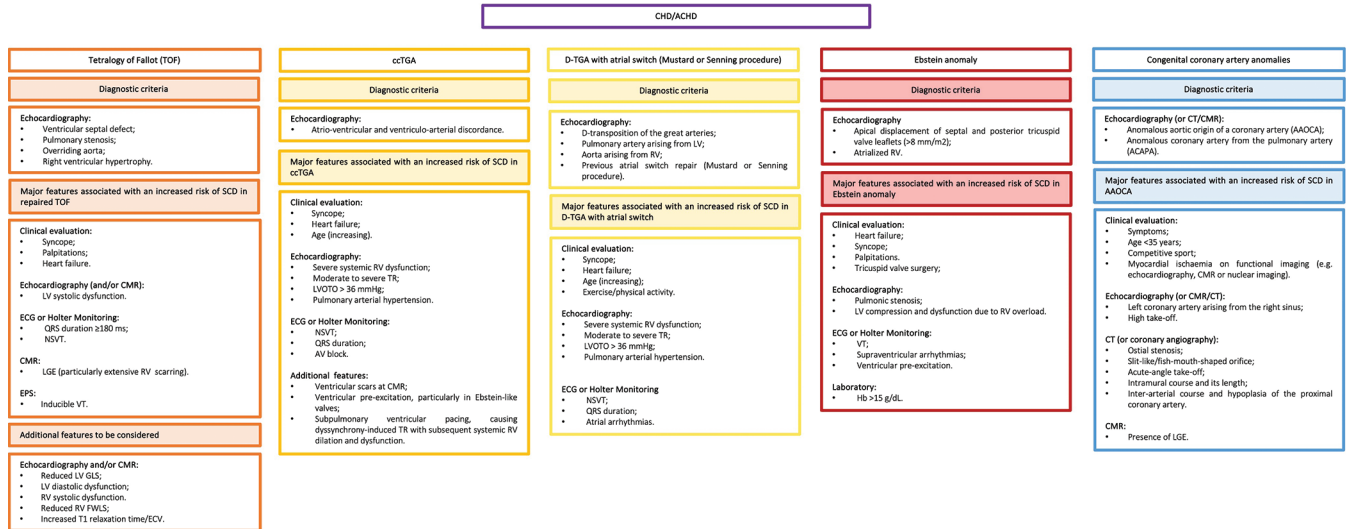 CHD/ACHD
Tetralogy of Fallot (TOF)
Diagnostic criteria
Echocardiography:
• Ventricular septal defect;
• Pulmonary stenosis;
• Overriding aorta;
• Right ventricular hypertrophy.
Major features associated with an increased risk of SCD in
repaired TOF
Clinical evaluation:
• Syncope;
• Palpitations;
• Heart failure.
Echocardiography (and/or CMR):
• LV systolic dysfunction.
ECG or Holter Monitoring:
• QRS duration ≥180 ms;
• NSVT.
CMR:
• LGE (particularly extensive RV scarring).
EPS:
• Inducible VT.
Additional features to be considered
Echocardiography and/or CMR:
• Reduced LV GLS;
• LV diastolic dysfunction;
• RV systolic dysfunction.
• Reduced RV FWLS;
• Increased T1 relaxation time/ECV.
ccTGA
Diagnostic criteria
Echocardiography:
• Atrio-ventricular and ventriculo-arterial discordance.
Major features associated with an increased risk of SCD in
ccTGA
Clinical evaluation:
• Syncope;
• Heart failure;
• Age (increasing).
Echocardiography:
• Severe systemic RV dysfunction;
• Moderate to severe TR;
• LVOTO > 36 mmHg;
• Pulmonary arterial hypertension.
ECG or Holter Monitoring:
• NSVT;
• QRS duration;
• AV block.
Additional features:
• Ventricular scars at CMR;
• Ventricular pre-excitation, particularly in Ebstein-like
valves;
• Subpulmonary ventricular pacing, causing
dyssynchrony-induced TR with subsequent systemic RV
dilation and dysfunction.
D-TGA with atrial switch (Mustard or Senning procedure)
Diagnostic criteria
Echocardiography:
• D-transposition of the great arteries;
• Pulmonary artery arising from LV;
• Aorta arising from RV;
• Previous atrial switch repair (Mustard or Senning
procedure).
Major features associated with an increased risk of SCD in
D-TGA with atrial switch
Clinical evaluation:
• Syncope;
• Heart failure;
• Age (increasing);
• Exercise/physical activity.
Echocardiography:
• Severe systemic RV dysfunction;
• Moderate to severe TR;
• LVOTO > 36 mmHg;
• Pulmonary arterial hypertension.
ECG or Holter Monitoring
• NSVT;
• QRS duration;
• Atrial arrhythmias.
Ebstein anomaly
Diagnostic criteria
Echocardiography
• Apical displacement of septal and posterior tricuspid
valve leaflets (>8 mm/m2);
• Atrialized RV.
Major features associated with an increased risk of SCD in
Ebstein anomaly
Clinical evaluation:
• Heart failure;
• Syncope;
• Palpitations.
• Tricuspid valve surgery;
Echocardiography:
• Pulmonic stenosis;
• LV compression and dysfunction due to RV overload.
ECG or Holter Monitoring:
• VT;
• Supraventricular arrhythmias;
• Ventricular pre-excitation.
Laboratory:
• Hb >15 g/dL.
Congenital coronary artery anomalies
Diagnostic criteria
Echocardiography (or CT/CMR):
• Anomalous aortic origin of a coronary artery (AAOCA);
• Anomalous coronary artery from the pulmonary artery
(ACAPA).
Major features associated with an increased risk of SCD in
AAOCA
Clinical evaluation:
• Symptoms;
• Age <35 years;
• Competitive sport;
• Myocardial ischaemia on functional imaging (e.g.
echocardiography, CMR or nuclear imaging).
Echocardiography (or CMR/CT):
• Left coronary artery arising from the right sinus;
• High take-off.
CT (or coronary angiography):
• Ostial stenosis;
• Slit-like/fish-mouth-shaped orifice;
• Acute-angle take-off;
• Intramural course and its length;
• Inter-arterial course and hypoplasia of the proximal
coronary artery.
CMR:
• Presence of LGE.